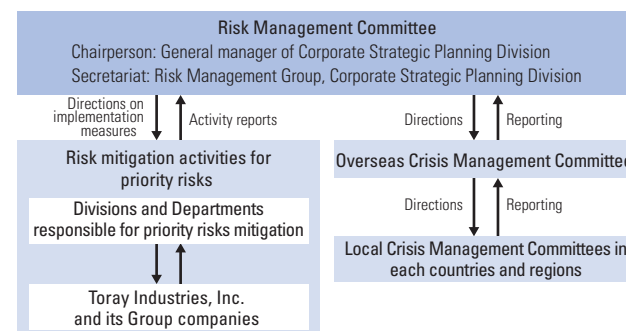 Risk Management Committee
Chairperson: General manager of Corporate Strategic Planning Division
Secretariat: Risk Management Group, Corporate Strategic Planning Division
Directions on
implementation
measures
Activity reports
Directions
Reporting
Risk mitigation activities for
priority risks
Divisions and Departments
responsible for priority risks mitigation
Toray Industries, Inc.
and its Group companies
Overseas Crisis Management Committe
Directions
Reporting
Local Crisis Management Committees in
each countries and regions